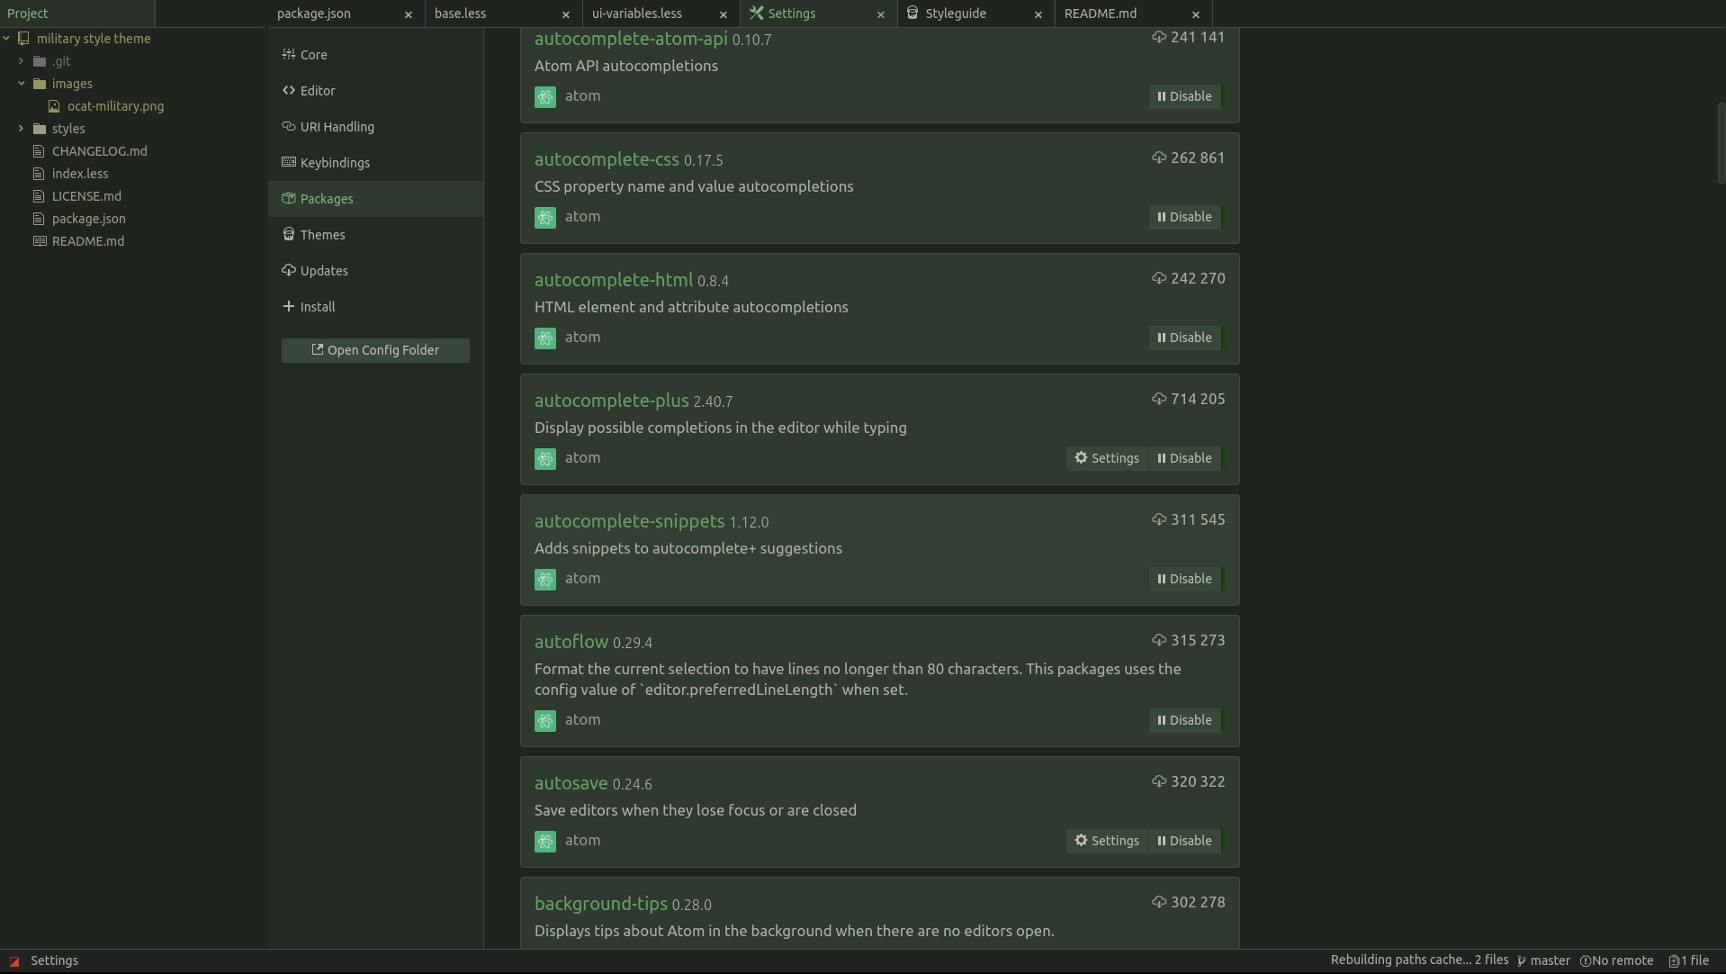 Project
package.json
base.less
ui-variables.less
Settings
Styleguide
README.md
military style theme
.git
images
ocat-military.png
styles
CHANGELOG.md
index.less
LICENSE.md
package.json
README.md
Core
Editor
URI Handling
Keybindings
Packages
Themes
Updates
Install
Open Config Folder
autocomplete-atom-api 0.10.7
241 141
Atom API autocompletions
atom
Disable
autocomplete-css 0.17.5
262 861
CSS property name and value autocompletions
atom
Disable
autocomplete-html 0.8.4
242 270
HTML element and attribute autocompletions
atom
Disable
autocomplete-plus 2.40.7
714 205
Display possible completions in the editor while typing
atom
Settings
Disable
autocomplete-snippets 1.12.0
311 545
Adds snippets to autocomplete+ suggestions
atom
Disable
autoflow 0.29.4
315 273
Format the current selection to have lines no longer than 80 characters. This packages uses the
config value of `editor.preferredLineLength` when set.
atom
Disable
autosave 0.24.6
320 322
Save editors when they lose focus or are closed
atom
Settings
Disable
background-tips 0.28.0
302 278
Displays tips about Atom in the background when there are no editors open.
Settings
Rebuilding paths cache... 2 files
master
No remote
1 file